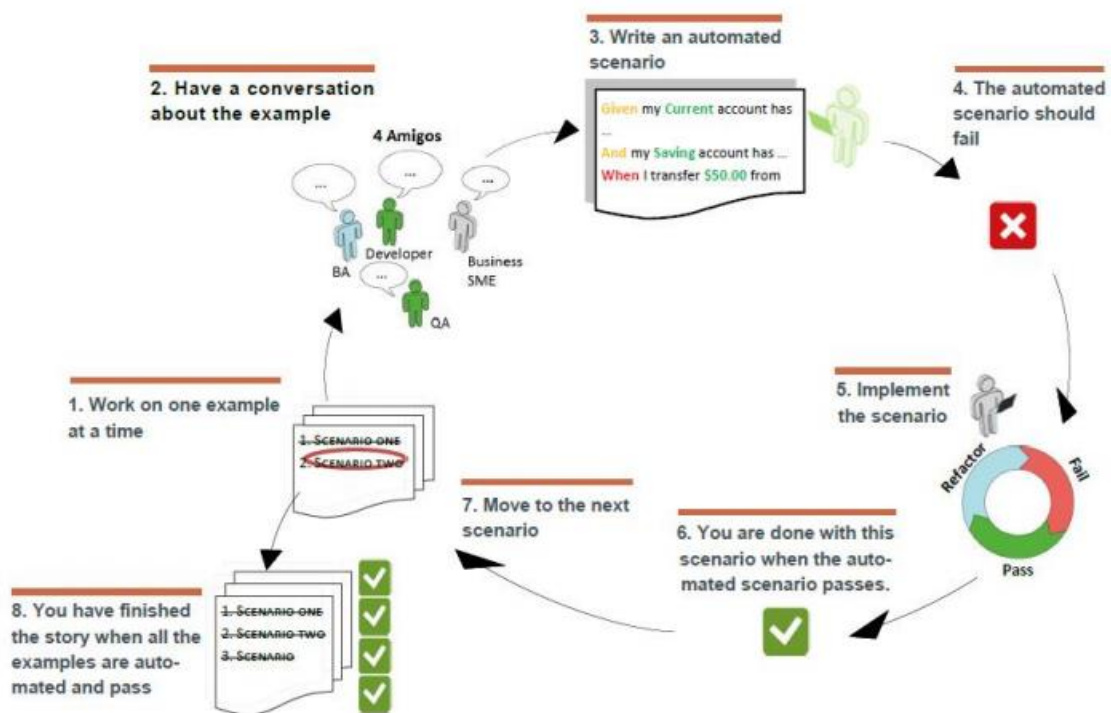 1. Work on one example
at a time
1. SCENARIO ONE
2. SCENARIO TWO
2. Have a conversation
about the example
4 Amigos
...
...
...
BA
Developer
Business
SME
...
QA
3. Write an automated
scenario
Given my Current account has
...
And my Saving account has ...
When I transfer $50.00 from
4. The automated
scenario should
fail
5. Implement
the scenario
Refactor
Fail
Pass
6. You are done with this
scenario when the auto-
mated scenario passes.
7. Move to the next
scenario
8. You have finished
the story when all the
examples are auto-
mated and pass
1. SCENARIO ONE
2. SCENARIO TWO
3. SCENARIO